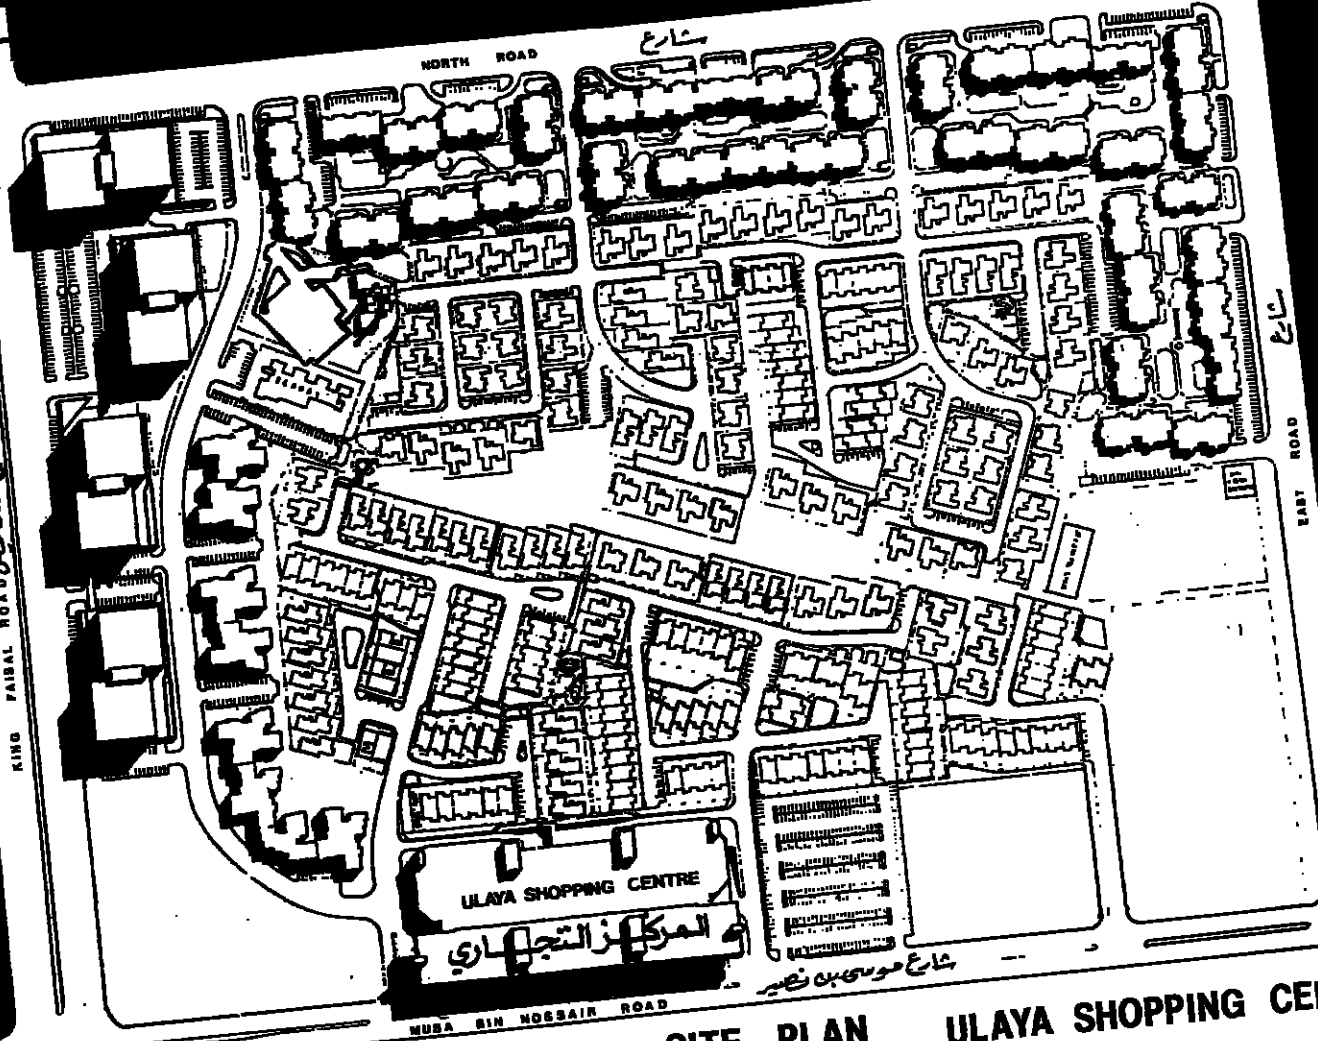 NORTH ROAD
شارع
شارع
EAST ROAD
KING FAISAL ROAD
ULAYA SHOPPING CENTRE
المركز التجاري
شارع موسى بن نصير
MUSA BIN NOSSAIR ROAD
SITE PLAN ULAYA SHOPPING CE